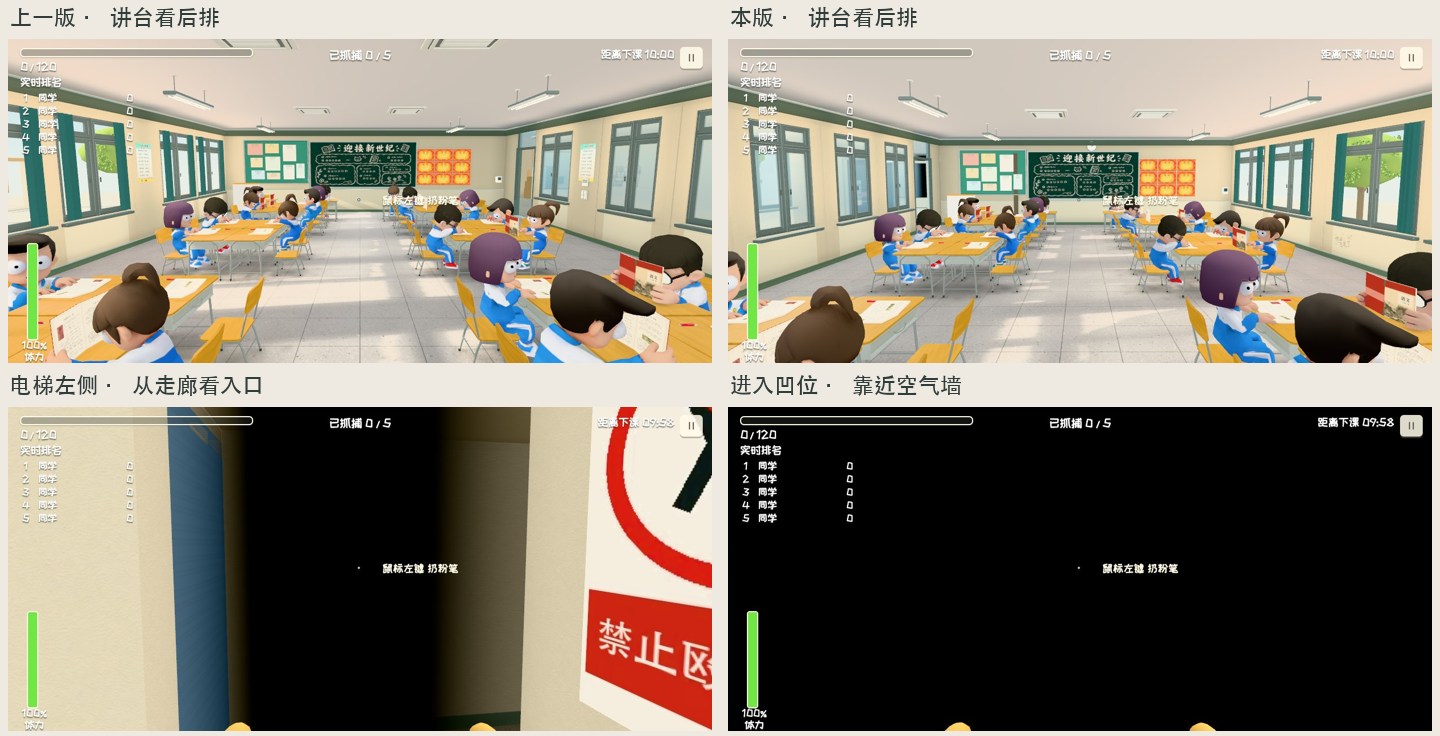 上一版 · 讲台看后排
0/120
已抓捕 0/5
距离下课 10:00
实时排名
1 同学 0
2 同学 0
3 同学 0
4 同学 0
5 同学 0
迎接新世纪
鼠标左键 扔粉笔
100%
体力
本版 · 讲台看后排
0/120
已抓捕 0/5
距离下课 10:00
实时排名
1 同学 0
2 同学 0
3 同学 0
4 同学 0
5 同学 0
迎接新世纪
鼠标左键 扔粉笔
100%
体力
电梯左侧 · 从走廊看入口
0/120
已抓捕 0/5
距离下课 09:58
实时排名
1 同学 0
2 同学 0
3 同学 0
4 同学 0
5 同学 0
鼠标左键 扔粉笔
禁止
100%
体力
进入凹位 · 靠近空气墙
0/120
已抓捕 0/5
距离下课 09:58
实时排名
1 同学 0
2 同学 0
3 同学 0
4 同学 0
5 同学 0
鼠标左键 扔粉笔
100%
体力